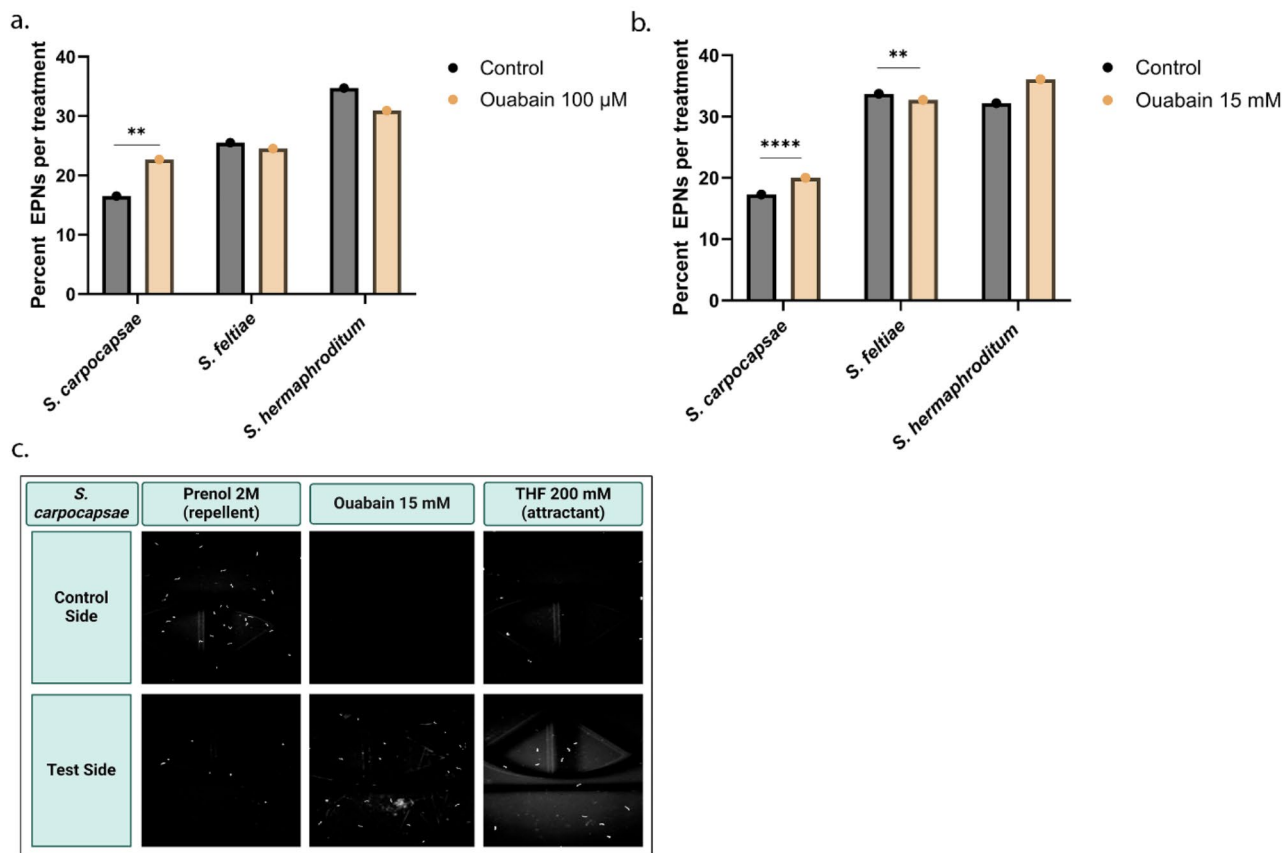 a.
Percent EPNs per treatment
40
30
20
10
0
**
S. carpocapsae
S. feltiae
S. hermaphroditum
Control
Ouabain 100 µM
b.
Percent EPNs per treatment
40
30
20
10
0
****
**
S. carpocapsae
S. feltiae
S. hermaphroditum
Control
Ouabain 15 mM
c.
S.
carpocapsae
Prenol 2M
(repellent)
Ouabain 15 mM
THF 200 mM
(attractant)
Control
Side
Test Side